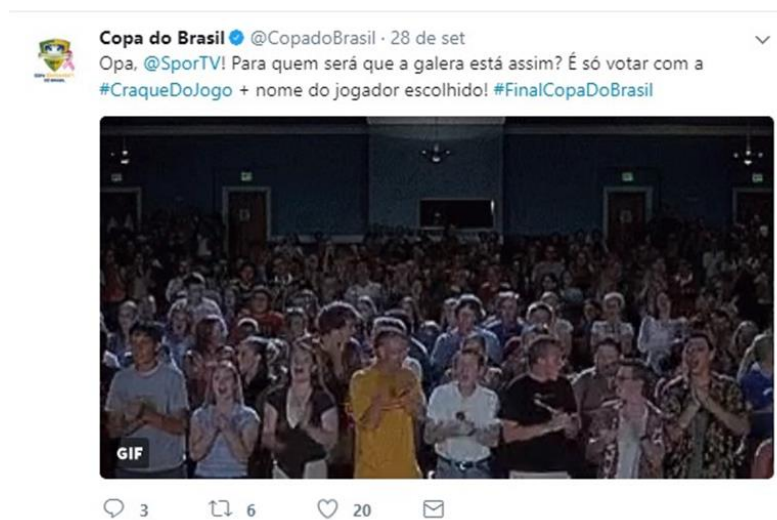 Copa do Brasil @CopadoBrasil · 28 de set
Opa, @SporTV! Para quem será que a galera está assim? É só votar com a
#CraqueDoJogo + nome do jogador escolhido! #FinalCopaDoBrasil
GIF
3 6 20